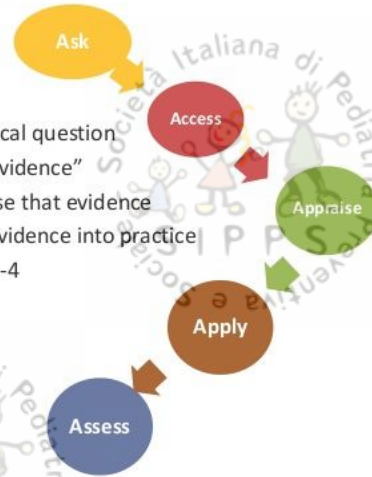 Ask
Access
cal question
vidence”
se that evidence
vidence into practice
-4
Appraise
Apply
Assess
Società Italiana di Pediatria Preventiva e Sociale
SIPPS
Pediatr